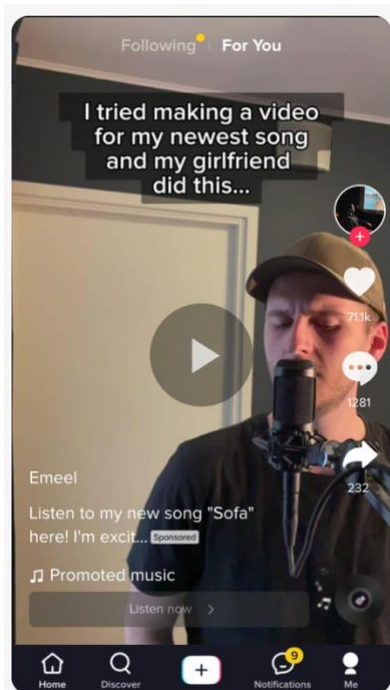 Following
For You
I tried making a video
for my newest song
and my girlfriend
did this...
71.1k
1281
232
Emeel
Listen to my new song "Sofa"
here! I'm excit... Sponsored
Promoted music
Listen now
9
Home
Discover
Notifications
Me